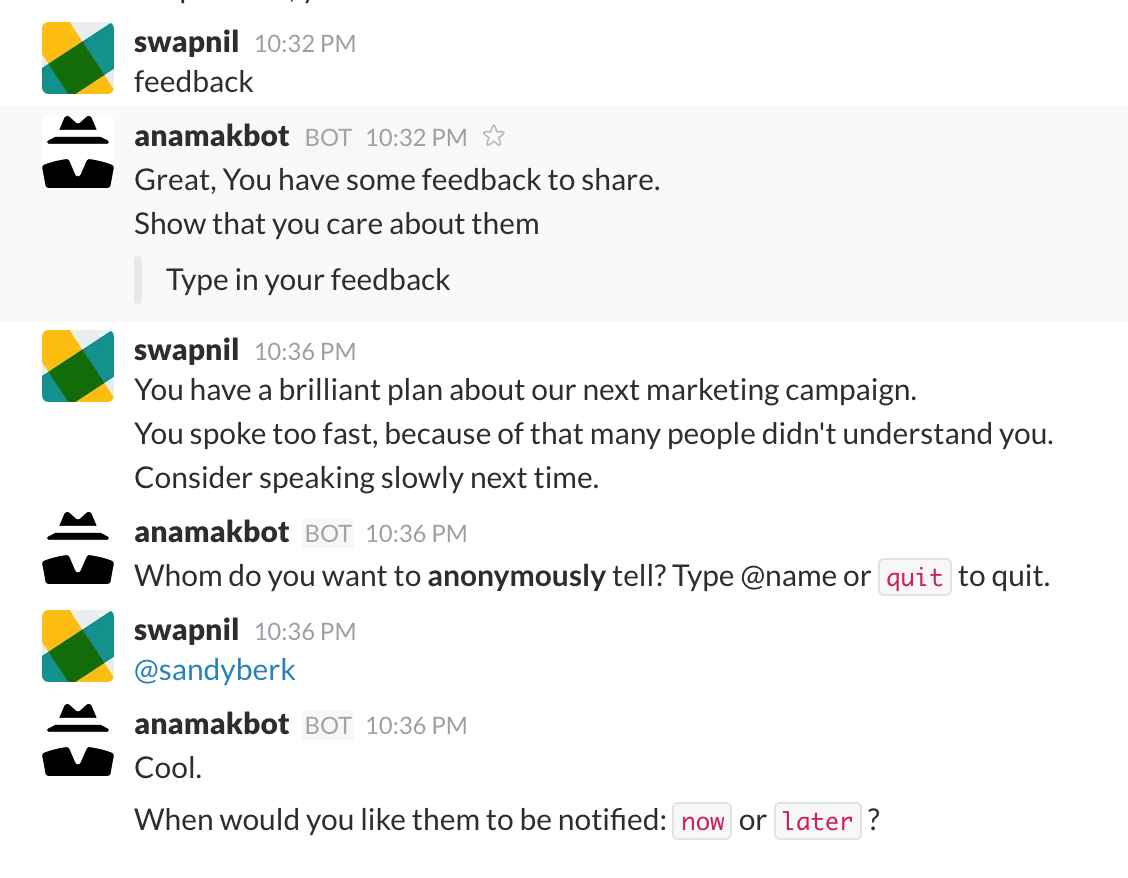 swapnil 10:32 PM
feedback
anamakbot BOT 10:32 PM
Great, You have some feedback to share.
Show that you care about them
Type in your feedback
swapnil 10:36 PM
You have a brilliant plan about our next marketing campaign.
You spoke too fast, because of that many people didn't understand you.
Consider speaking slowly next time.
anamakbot BOT 10:36 PM
Whom do you want to anonymously tell? Type @name or quit to quit.
swapnil 10:36 PM
@sandyberk
anamakbot BOT 10:36 PM
Cool.
When would you like them to be notified: now or later ?